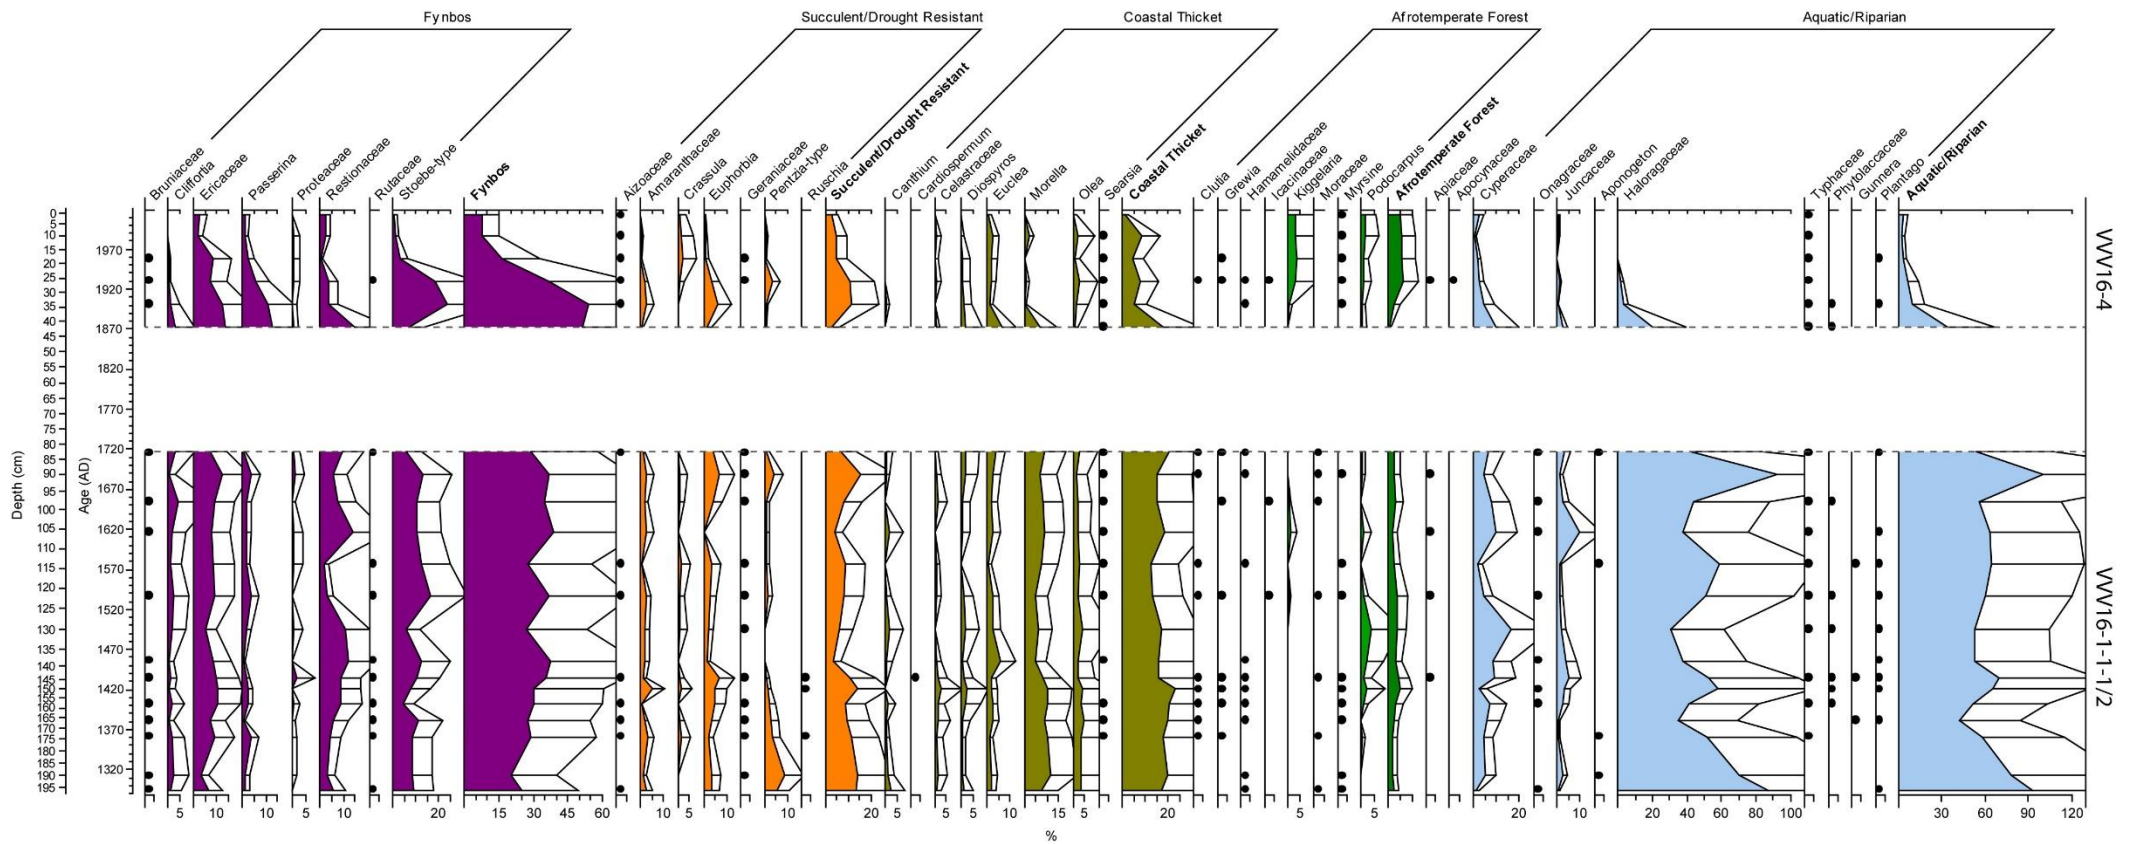 Fynbos Succulent/Drought Resistant Coastal Thicket Afrotemperate Forest Aquatic/Riparian
Bruniaceae
Cliffortia
Ericaceae
Passerina
Proteaceae
Restionaceae
Rutaceae
Stoebe-type
Fynbos
Aizoaceae
Amaranthaceae
Crassula
Euphorbia
Geraniaceae
Pentzia-type
Ruschia
Succulent/Drought Resistant
Canthium
Cardiospermum
Celastraceae
Diospyros
Euclea
Morella
Olea
Searsia
Coastal Thicket
Clutia
Grewia
Hamamelidaceae
Icacinaceae
Kiggelaria
Moraceae
Myrsine
Podocarpus
Afrotemperate Forest
Apiaceae
Apocynaceae
Cyperaceae
Onagraceae
Juncaceae
Aponogeton
Haloragaceae
Typhaceae
Phytolaccaceae
Gunnera
Plantago
Aquatic/Riparian
Depth (cm)
0
5
10
15
20
25
30
35
40
45
50
55
60
65
70
75
80
85
90
95
100
105
110
115
120
125
130
135
140
145
150
155
160
165
170
175
180
185
190
195
Age (AD)
1970
1920
1870
1820
1770
1720
1670
1620
1570
1520
1470
1420
1370
1320
VVV16-4
VV16-1-1-1/2
5 10 10 5 10 20 15 30 45 60 10 5 10 10 20 5 5 5 10 15 5 20 5 5 20 10 20 40 60 80 100 30 60 90 120
%